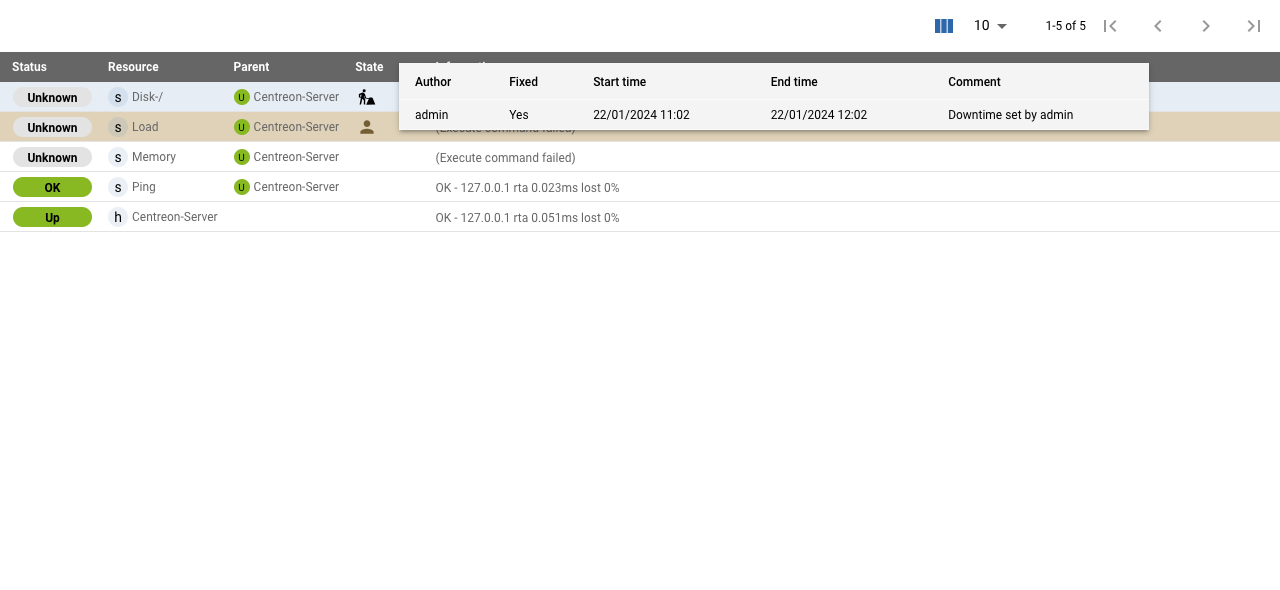 10 1-5 of 5
Status Resource Parent State
Author Fixed Start time End time Comment
Unknown s Disk-/ U Centreon-Server
admin Yes 22/01/2024 11:02 22/01/2024 12:02 Downtime set by admin
Unknown s Load U Centreon-Server (Execute command failed)
Unknown s Memory U Centreon-Server (Execute command failed)
OK s Ping U Centreon-Server OK - 127.0.0.1 rta 0.023ms lost 0%
Up h Centreon-Server OK - 127.0.0.1 rta 0.051ms lost 0%